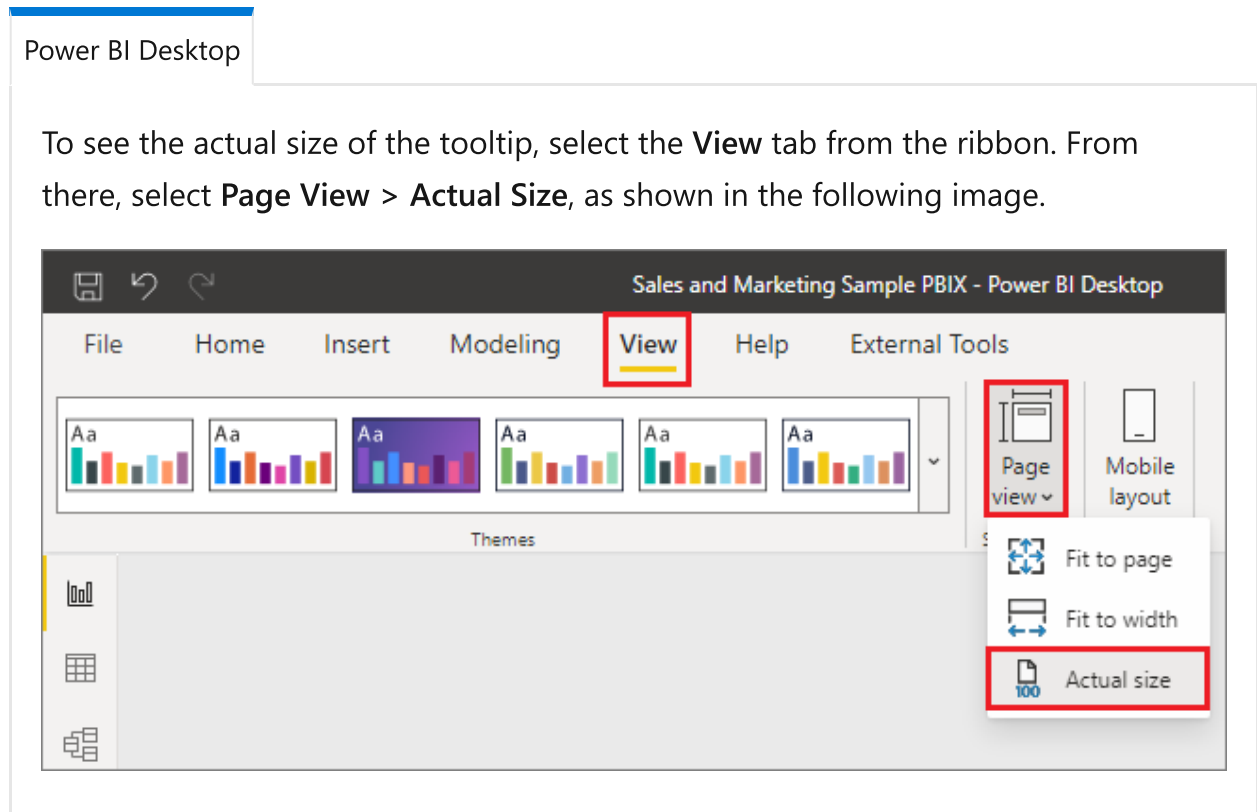 Power BI Desktop
To see the actual size of the tooltip, select the View tab from the ribbon. From
there, select Page View > Actual Size, as shown in the following image.
Sales and Marketing Sample PBIX - Power BI Desktop
File Home Insert Modeling View Help External Tools
Aa Aa Aa Aa Aa Aa
Page
view
Mobile
layout
Themes
Fit to page
Fit to width
100 Actual size